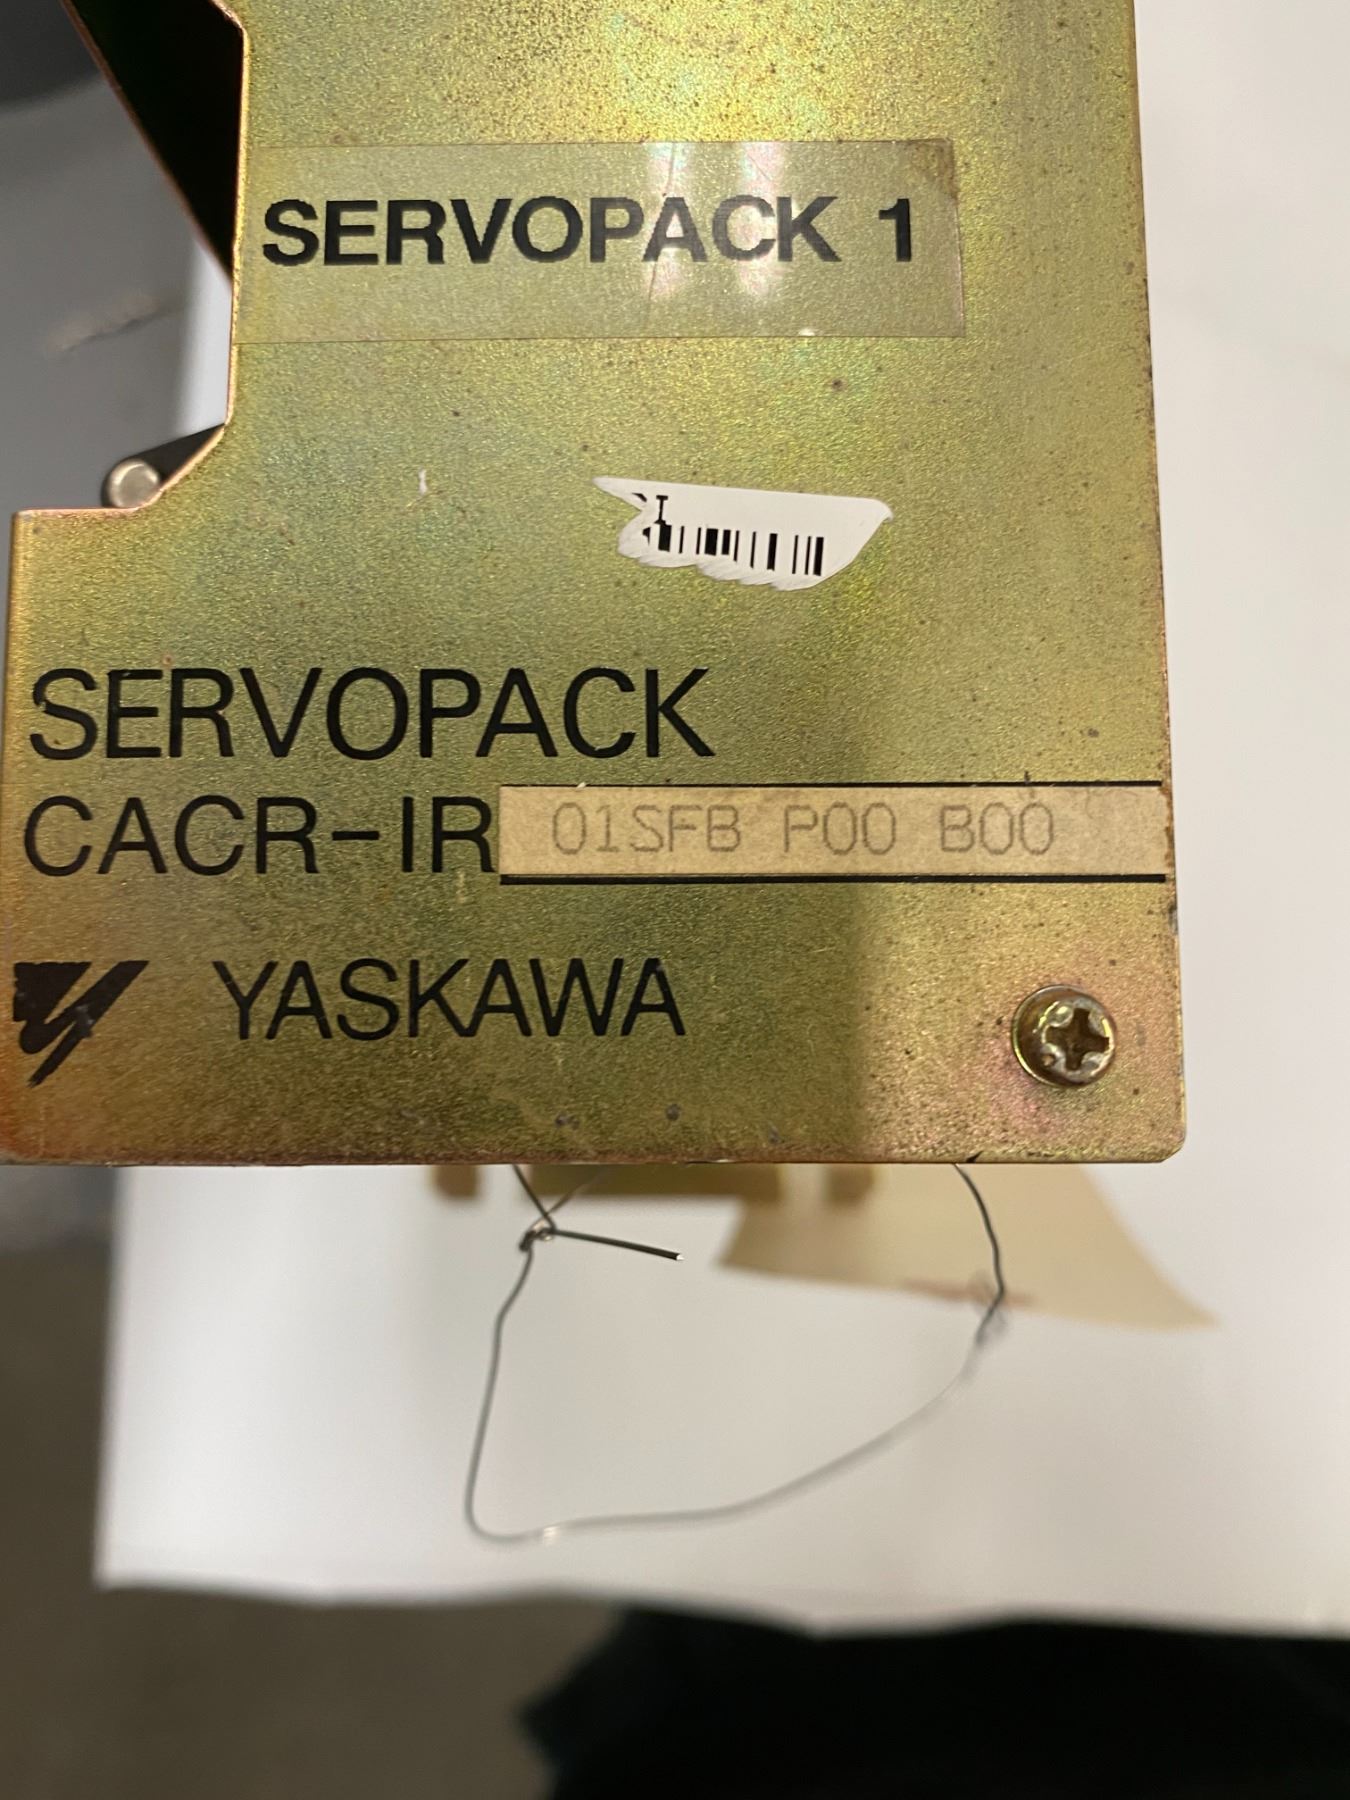 SERVOPACK 1
SERVOPACK
CACR-IR 01SFB P00 B00
YASKAWA